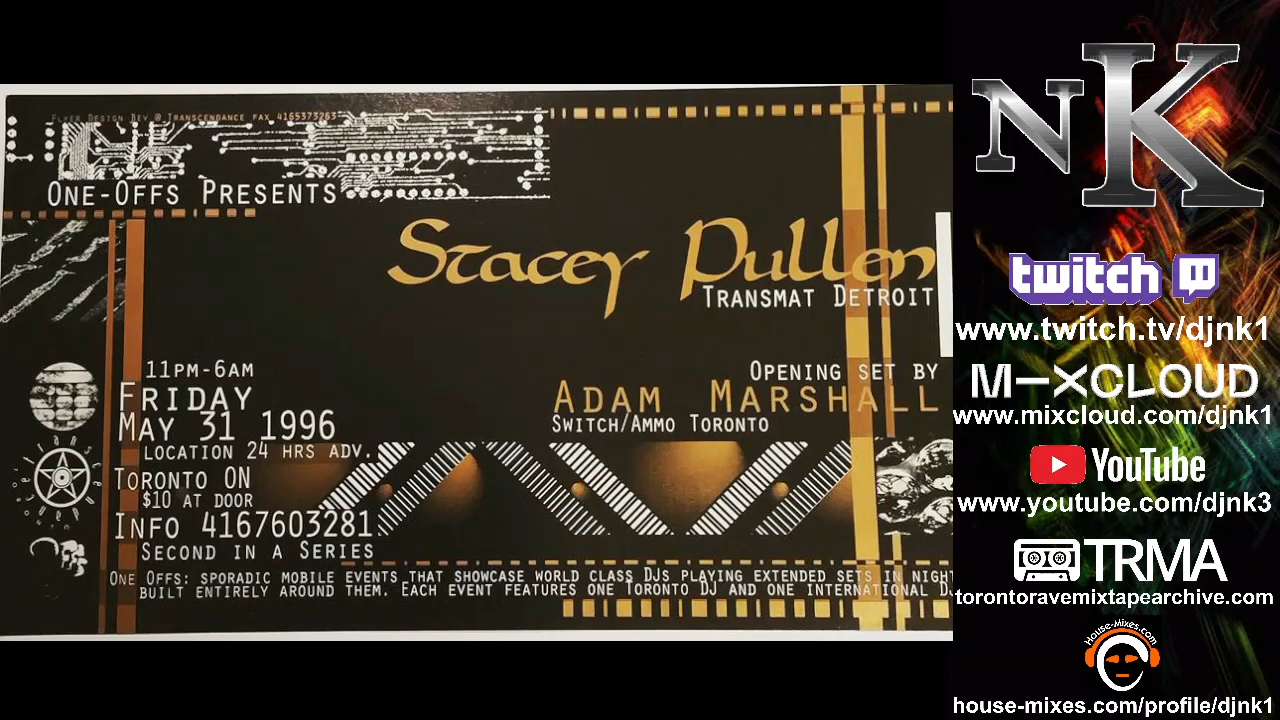 Flyer Design Dev @ Transcendance fax 4165373263
One-Offs Presents
Stacey Pullen
Transmat Detroit
11pm-6am
Friday
May 31 1996
Location 24 hrs adv.
Toronto ON
$10 at door
Info 4167603281
Second in a Series
Opening set by
Adam Marshall
Switch/Ammo Toronto
One Offs: sporadic mobile events that showcase world class DJs playing extended sets in night
built entirely around them. Each event features one Toronto DJ and one international DJ
NK
twitch
www.twitch.tv/djnk1
MIXCLOUD
www.mixcloud.com/djnk1
YouTube
www.youtube.com/djnk3
TRMA
torontoravemixtapearchive.com
House-Mixes.com
house-mixes.com/profile/djnk1